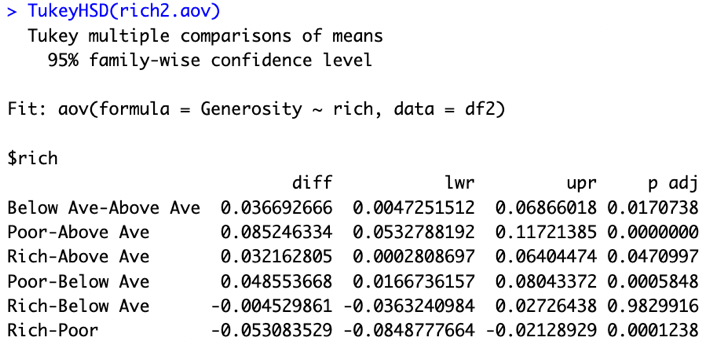 > TukeyHSD(rich2.aov)
Tukey multiple comparisons of means
95% family-wise confidence level
Fit: aov(formula = Generosity ~ rich, data = df2)
$rich
diff lwr upr p adj
Below Ave-Above Ave 0.036692666 0.0047251512 0.06866018 0.0170738
Poor-Above Ave 0.085246334 0.0532788192 0.11721385 0.0000000
Rich-Above Ave 0.032162805 0.0002808697 0.06404474 0.0470997
Poor-Below Ave 0.048553668 0.0166736157 0.08043372 0.0005848
Rich-Below Ave -0.004529861 -0.0363240984 0.02726438 0.9829916
Rich-Poor -0.053083529 -0.0848777664 -0.02128929 0.0001238